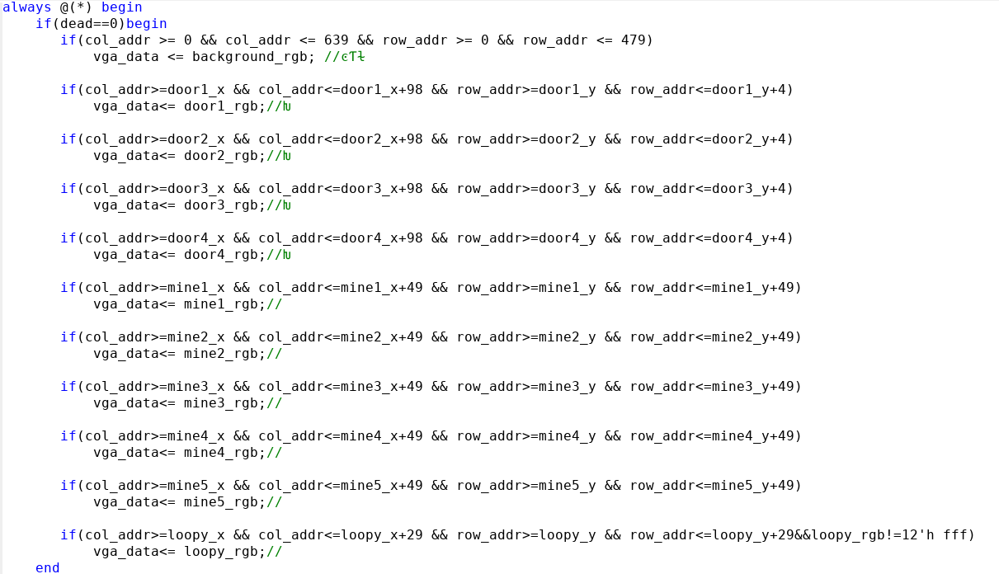 always @(*) begin
if(dead==0)begin
if(col_addr >= 0 && col_addr <= 639 && row_addr >= 0 && row_addr <= 479)
vga_data <= background_rgb; //
if(col_addr>=door1_x && col_addr<=door1_x+98 && row_addr>=door1_y && row_addr<=door1_y+4)
vga_data<= door1_rgb;//
if(col_addr>=door2_x && col_addr<=door2_x+98 && row_addr>=door2_y && row_addr<=door2_y+4)
vga_data<= door2_rgb;//
if(col_addr>=door3_x && col_addr<=door3_x+98 && row_addr>=door3_y && row_addr<=door3_y+4)
vga_data<= door3_rgb;//
if(col_addr>=door4_x && col_addr<=door4_x+98 && row_addr>=door4_y && row_addr<=door4_y+4)
vga_data<= door4_rgb;//
if(col_addr>=mine1_x && col_addr<=mine1_x+49 && row_addr>=mine1_y && row_addr<=mine1_y+49)
vga_data<= mine1_rgb;//
if(col_addr>=mine2_x && col_addr<=mine2_x+49 && row_addr>=mine2_y && row_addr<=mine2_y+49)
vga_data<= mine2_rgb;//
if(col_addr>=mine3_x && col_addr<=mine3_x+49 && row_addr>=mine3_y && row_addr<=mine3_y+49)
vga_data<= mine3_rgb;//
if(col_addr>=mine4_x && col_addr<=mine4_x+49 && row_addr>=mine4_y && row_addr<=mine4_y+49)
vga_data<= mine4_rgb;//
if(col_addr>=mine5_x && col_addr<=mine5_x+49 && row_addr>=mine5_y && row_addr<=mine5_y+49)
vga_data<= mine5_rgb;//
if(col_addr>=loopy_x && col_addr<=loopy_x+29 && row_addr>=loopy_y && row_addr<=loopy_y+29&&loopy_rgb!=12'h fff)
vga_data<= loopy_rgb;//
end